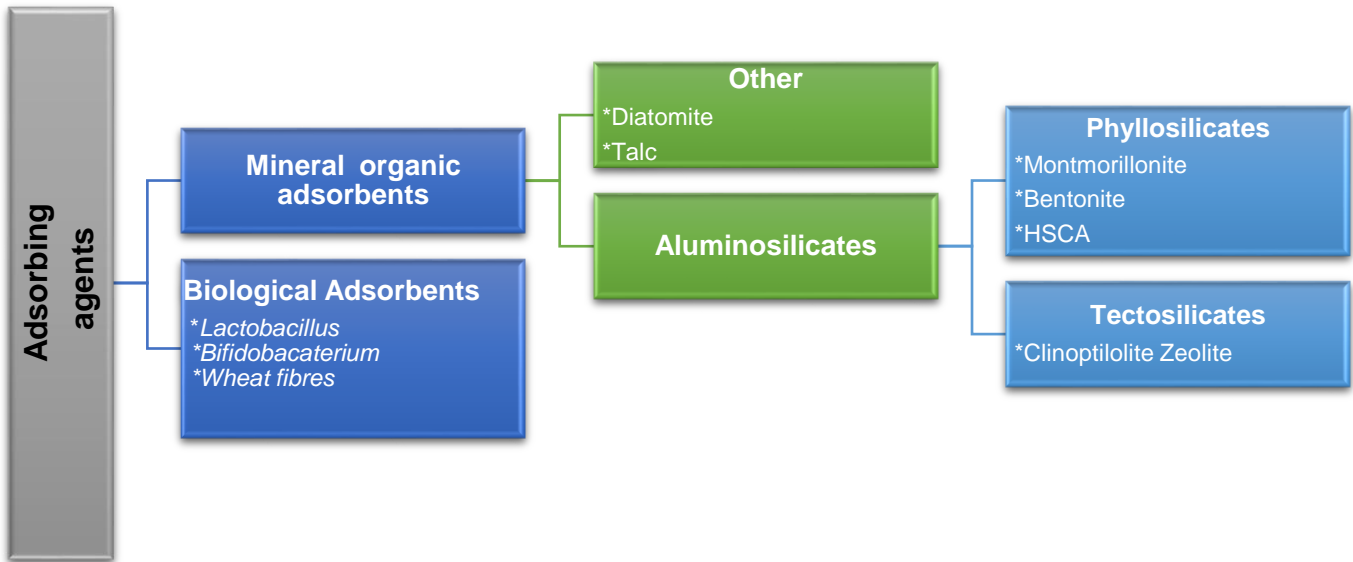 Adsorbing
agents
Mineral  organic
adsorbents
Biological Adsorbents
*Lactobacillus
*Bifidobacaterium
*Wheat fibres
Other
*Diatomite
*Talc
Aluminosilicates
Phyllosilicates
*Montmorillonite
*Bentonite
*HSCA
Tectosilicates
*Clinoptilolite Zeolite